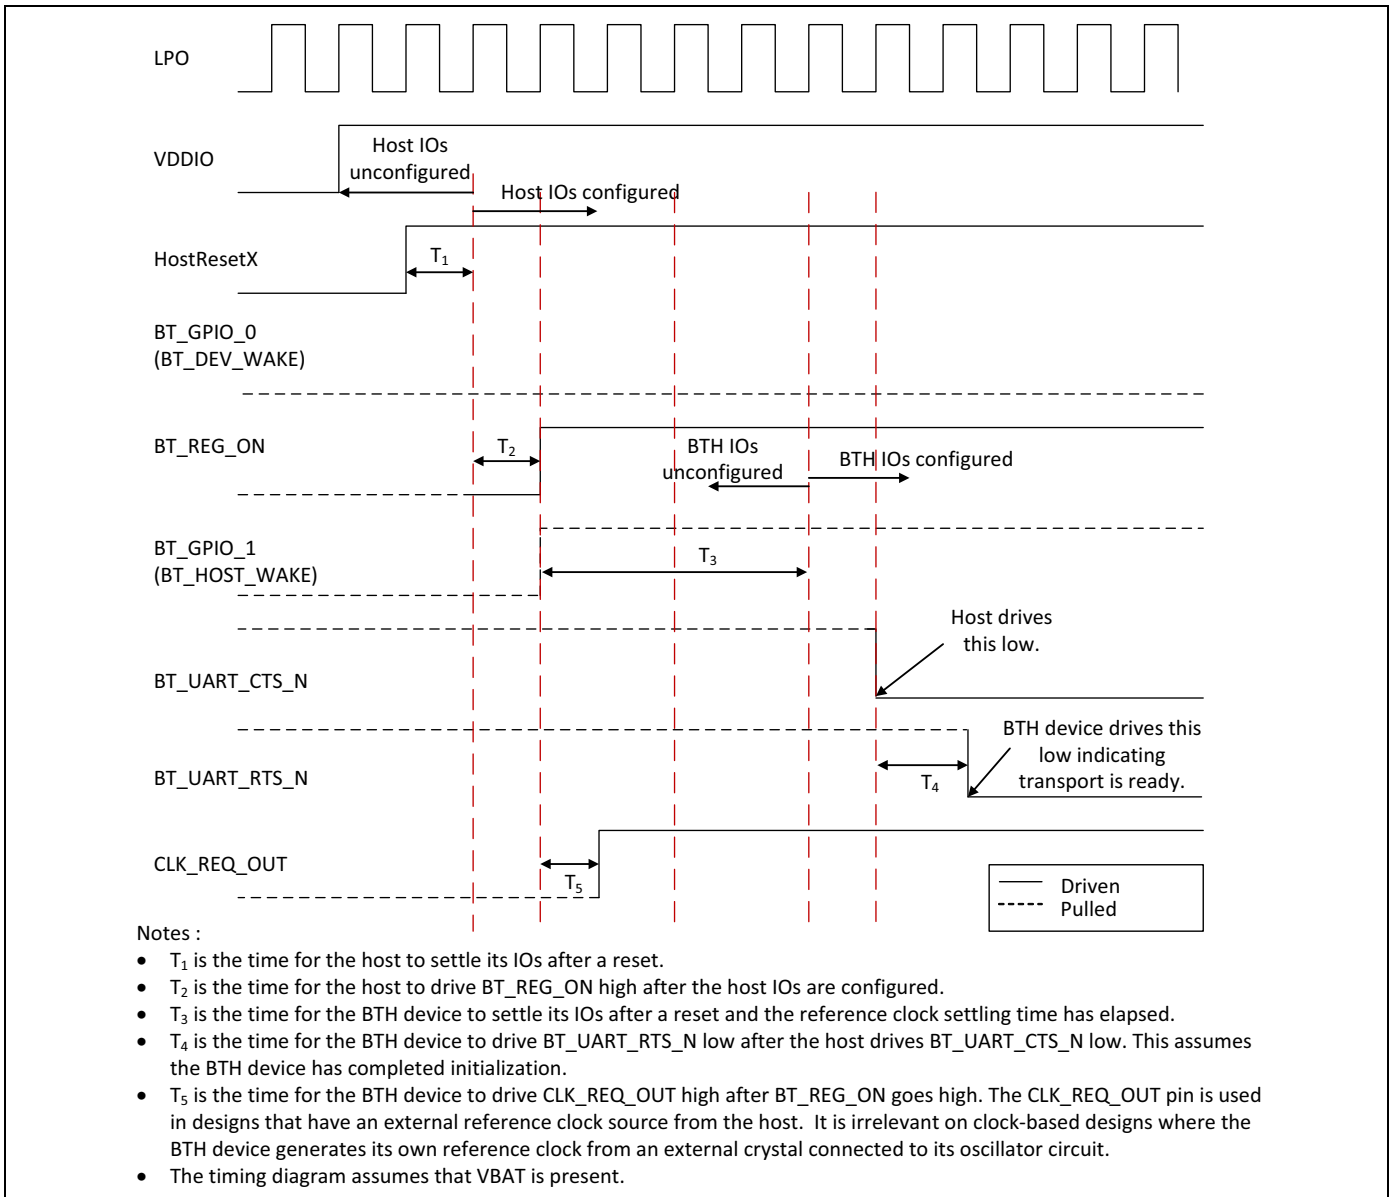 LPO
VDDIO
Host IOs
unconfigured
Host IOs configured
HostResetX
T1
BT_GPIO_0
(BT_DEV_WAKE)
BT_REG_ON
T2
BTH IOs
unconfigured
BTH IOs configured
BT_GPIO_1
(BT_HOST_WAKE)
T3
Host drives
this low.
BT_UART_CTS_N
BTH device drives this
low indicating
transport is ready.
BT_UART_RTS_N
T4
CLK_REQ_OUT
T5
Driven
Pulled
Notes :
• T1 is the time for the host to settle its IOs after a reset.
• T2 is the time for the host to drive BT_REG_ON high after the host IOs are configured.
• T3 is the time for the BTH device to settle its IOs after a reset and the reference clock settling time has elapsed.
• T4 is the time for the BTH device to drive BT_UART_RTS_N low after the host drives BT_UART_CTS_N low. This assumes
the BTH device has completed initialization.
• T5 is the time for the BTH device to drive CLK_REQ_OUT high after BT_REG_ON goes high. The CLK_REQ_OUT pin is used
in designs that have an external reference clock source from the host. It is irrelevant on clock-based designs where the
BTH device generates its own reference clock from an external crystal connected to its oscillator circuit.
• The timing diagram assumes that VBAT is present.